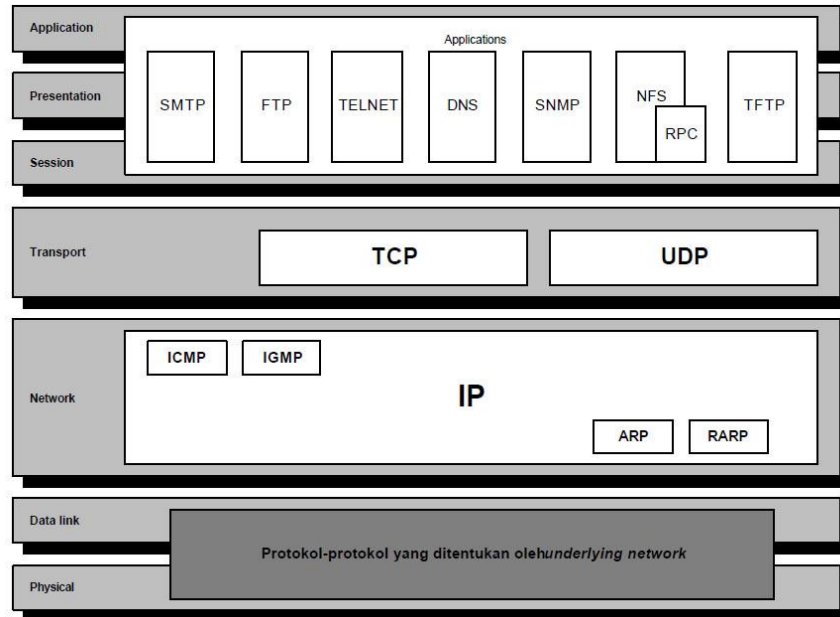 Application
Applications
Presentation
SMTP
FTP
TELNET
DNS
SNMP
NFS
RPC
TFTP
Session
Transport
TCP
UDP
ICMP
IGMP
Network
IP
ARP
RARP
Data link
Protokol-protokol yang ditentukan olehunderlying network
Physical